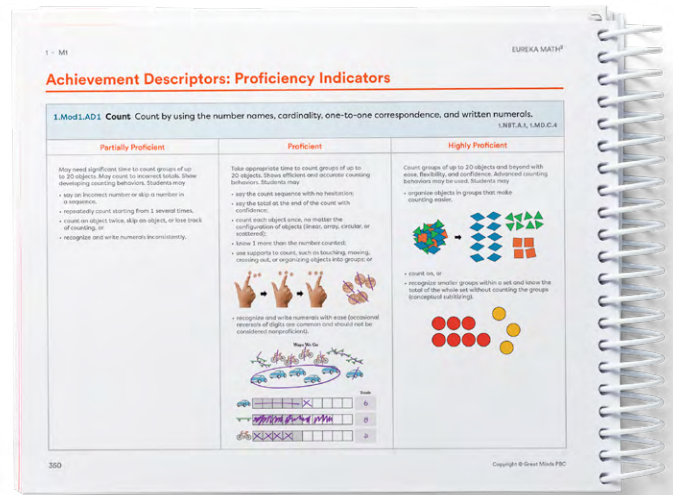 1 ▸ M1
EUREKA MATH²
Achievement Descriptors: Proficiency Indicators
1.Mod1.AD1 Count Count by using the number names, cardinality, one-to-one correspondence, and written numerals.
1.NBT.A.1, 1.MD.C.4
Partially Proficient
Proficient
Highly Proficient
May need significant time to count groups of up
to 20 objects. May count to incorrect totals. Show
developing counting behaviors. Students may
• say an incorrect number or skip a number in
a sequence,
• repeatedly count starting from 1 several times,
• count an object twice, skip an object, or lose track
of counting, or
• recognize and write numerals inconsistently.
Take appropriate time to count groups of up to
20 objects. Shows efficient and accurate counting
behaviors. Students may
• say the count sequence with no hesitation;
• say the total at the end of the count with
confidence;
• count each object once, no matter the
configuration of objects (linear, array, circular, or
scattered);
• know 1 more than the number counted;
• use supports to count, such as touching, moving,
crossing out, or organizing objects into groups; or
• recognize and write numerals with ease (occasional
reversals of digits are common and should not be
considered nonproficient).
Ways We Go
Totals
6
Count groups of up to 20 objects and beyond with
ease, flexibility, and confidence. Advanced counting
behaviors may be used. Students may
• organize objects in groups that make
counting easier,
• count on, or
• recognize smaller groups within a set and know the
total of the whole set without counting the groups
(conceptual subitizing).
350
Copyright © Great Minds PBC